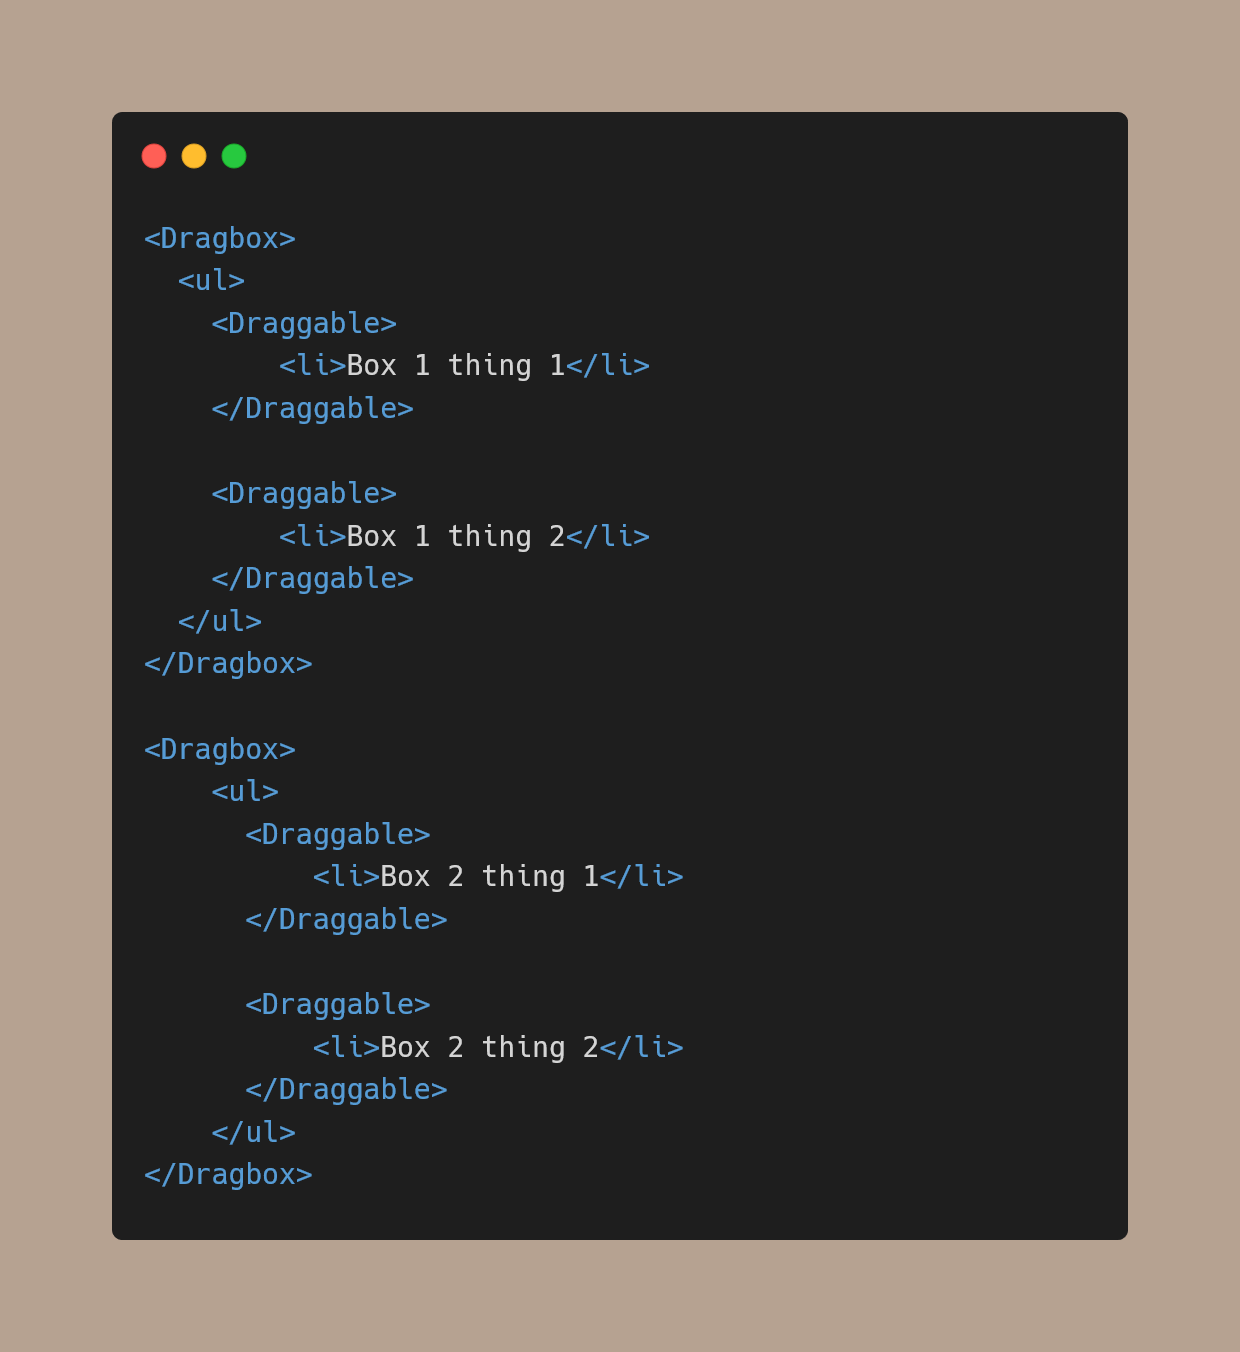 <Dragbox>
  <ul>
    <Draggable>
        <li>Box 1 thing 1</li>
    </Draggable>

    <Draggable>
        <li>Box 1 thing 2</li>
    </Draggable>
  </ul>
</Dragbox>

<Dragbox>
    <ul>
      <Draggable>
          <li>Box 2 thing 1</li>
      </Draggable>

      <Draggable>
          <li>Box 2 thing 2</li>
      </Draggable>
    </ul>
</Dragbox>